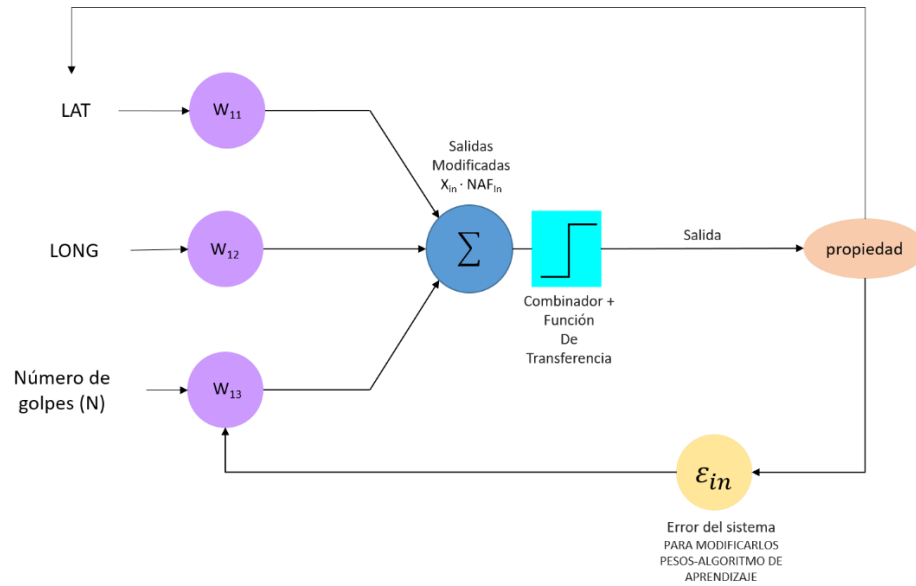 LAT
W11
Salidas
Modificadas
Xin · NAFin
LONG
W12
∑
Salida
propiedad
Combinador +
Función
De
Transferencia
Número de
golpes (N)
W13
εin
Error del sistema
PARA MODIFICARLOS
PESOS-ALGORITMO DE
APRENDIZAJE